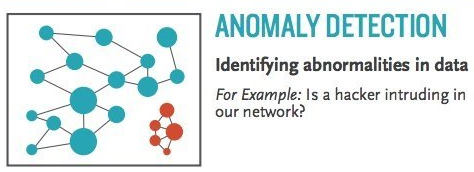 ANOMALY DETECTION
Identifying abnormalities in data
For Example: Is a hacker intruding in
our network?